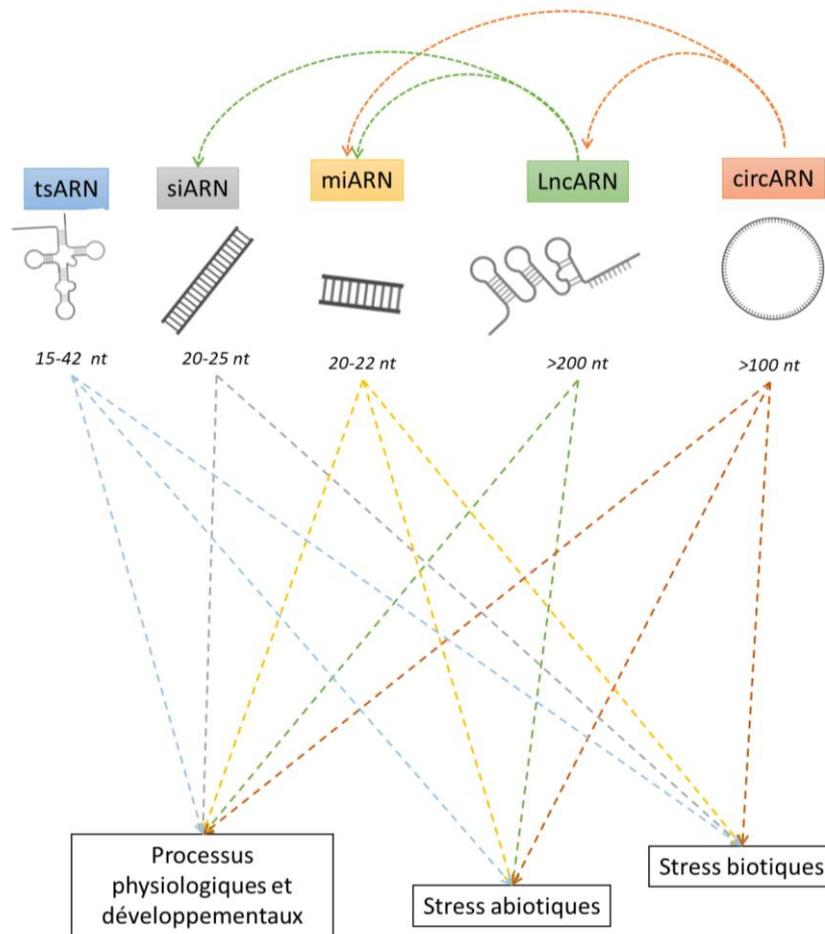 tsARN
siARN
miARN
LncARN
circARN
15-42 nt
20-25 nt
20-22 nt
>200 nt
>100 nt
Processus
physiologiques et
développementaux
Stress abiotiques
Stress biotiques